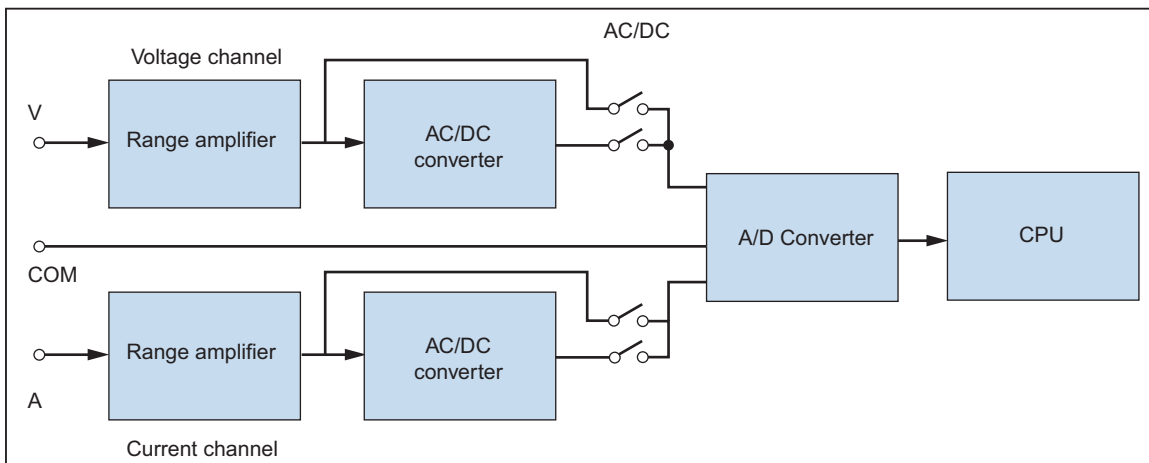 AC/DC
Voltage channel
V
Range amplifier
AC/DC
converter
A/D Converter
CPU
COM
Range amplifier
AC/DC
converter
A
Current channel